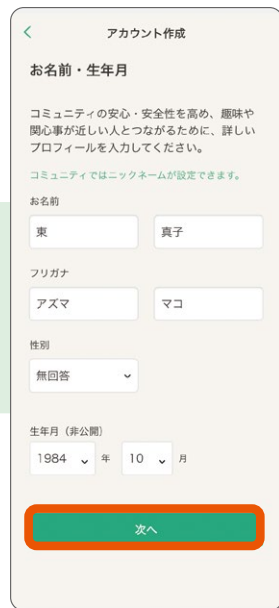 アカウント作成
お名前・生年月
コミュニティの安心・安全性を高め、趣味や
関心事が近しい人とつながるために、詳しい
プロフィールを入力してください。
コミュニティではニックネームが設定できます。
お名前
東 真子
フリガナ
アズマ マコ
性別
無回答
生年月（非公開）
1984 年 10 月
次へ